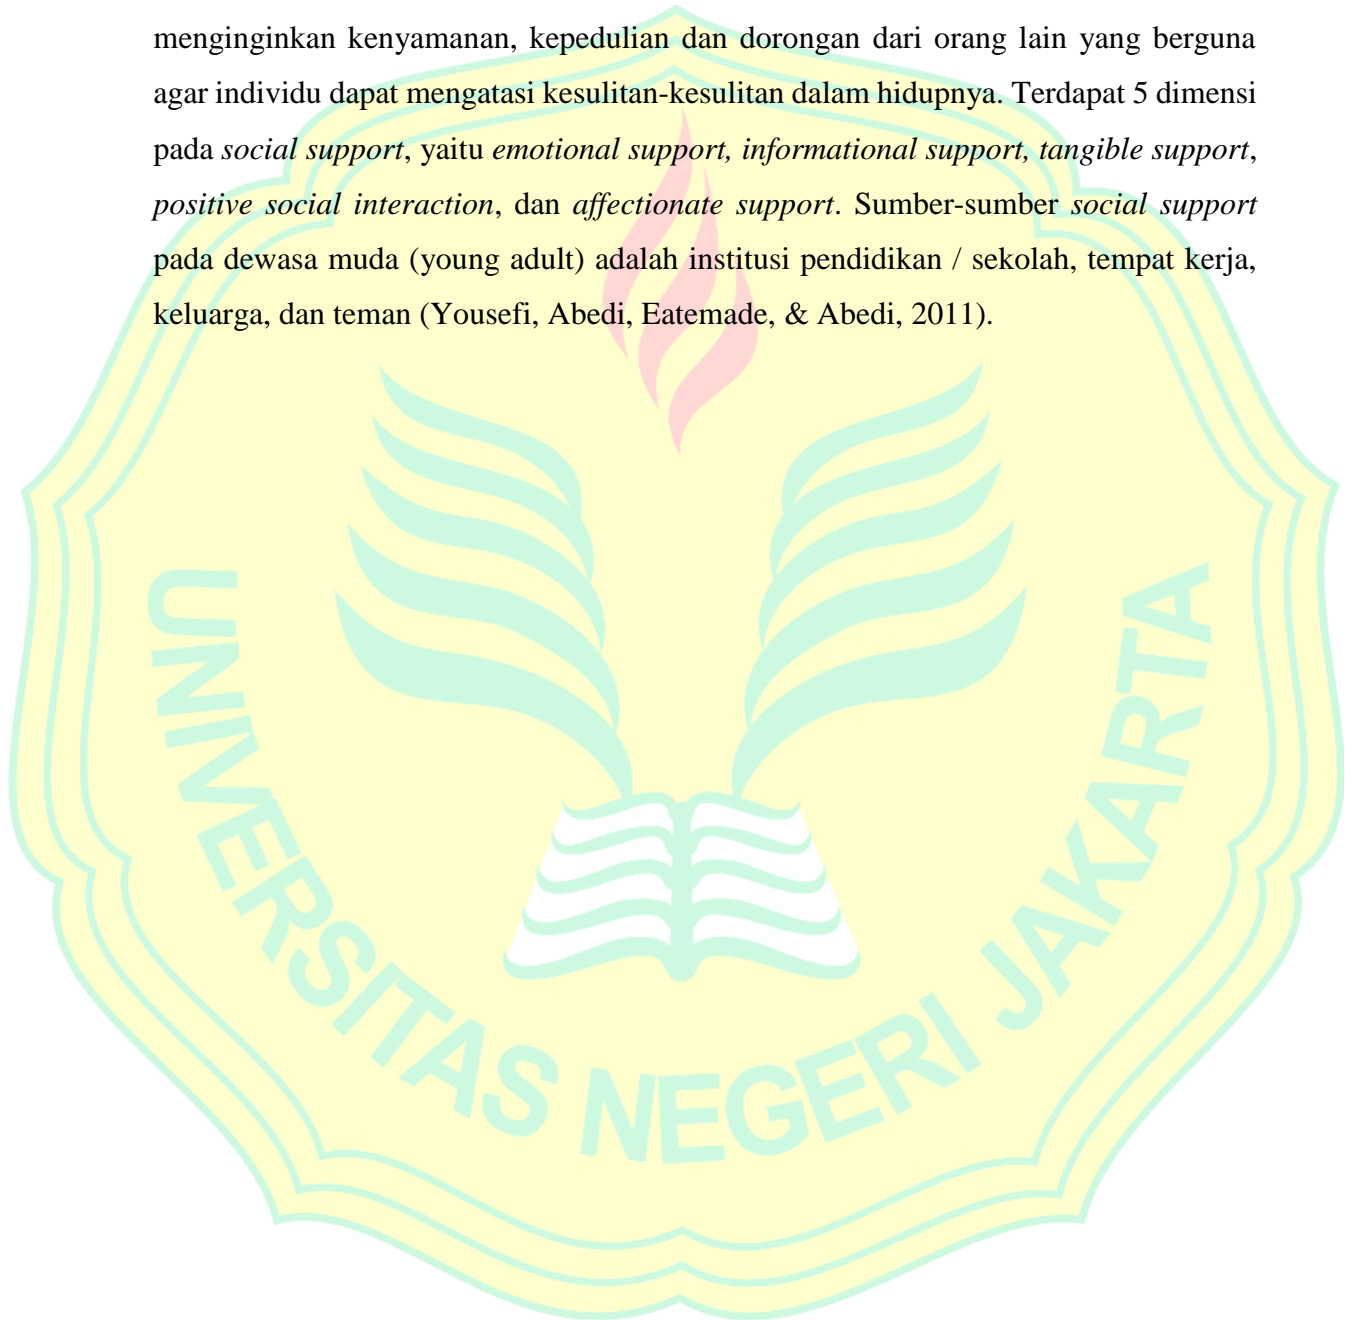 menginginkan kenyamanan, kepedulian dan dorongan dari orang lain yang berguna
agar individu dapat mengatasi kesulitan-kesulitan dalam hidupnya. Terdapat 5 dimensi
pada social support, yaitu emotional support, informational support, tangible support,
positive social interaction, dan affectionate support. Sumber-sumber social support
pada dewasa muda (young adult) adalah institusi pendidikan / sekolah, tempat kerja,
keluarga, dan teman (Yousefi, Abedi, Eatemade, & Abedi, 2011).
UNIVERSITAS NEGERI JAKARTA